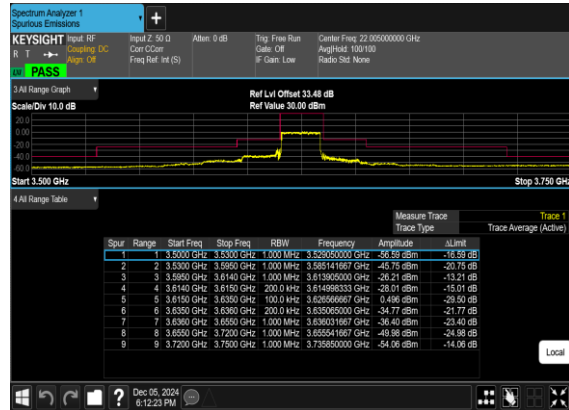 Spectrum Analyzer 1
Spurious Emissions
+
KEYSIGHT Input: RF Input Z: 50 Ω Atten: 0 dB Trig: Free Run Center Freq: 22.005000000 GHz
R T Coupling: DC Corr CCorr Gate: Off Avg|Hold: 100/100
Align: Off Freq Ref: Int (S) IF Gain: Low Radio Std: None
LW PASS
3 All Range Graph
Ref Lvl Offset 33.48 dB
Scale/Div 10.0 dB Ref Value 30.00 dBm
20.0
0.00
-20.0
-40.0
-60.0
Start 3.500 GHz Stop 3.750 GHz
4 All Range Table
Measure Trace Trace 1
Trace Type Trace Average (Active)
Spur Range Start Freq Stop Freq RBW Frequency Amplitude ΔLimit
1 1 3.5000 GHz 3.5300 GHz 1.000 MHz 3.529050000 GHz -56.59 dBm -16.59 dB
2 2 3.5300 GHz 3.5950 GHz 1.000 MHz 3.585141667 GHz -45.75 dBm -20.75 dB
3 3 3.5950 GHz 3.6140 GHz 1.000 MHz 3.613905000 GHz -26.21 dBm -13.21 dB
4 4 3.6140 GHz 3.6150 GHz 200.0 kHz 3.614998333 GHz -28.01 dBm -15.01 dB
5 5 3.6150 GHz 3.6350 GHz 100.0 kHz 3.626566667 GHz 0.496 dBm -29.50 dB
6 6 3.6350 GHz 3.6360 GHz 200.0 kHz 3.635065000 GHz -34.77 dBm -21.77 dB
7 7 3.6360 GHz 3.6550 GHz 1.000 MHz 3.636031667 GHz -36.40 dBm -23.40 dB
8 8 3.6550 GHz 3.7200 GHz 1.000 MHz 3.655541667 GHz -49.98 dBm -24.98 dB
9 9 3.7200 GHz 3.7500 GHz 1.000 MHz 3.735850000 GHz -54.06 dBm -14.06 dB
Local
? Dec 05, 2024
6:12:23 PM